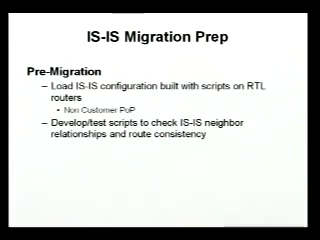 IS-IS Migration Prep
Pre-Migration
– Load IS-IS configuration built with scripts on RTL
routers
• Non Customer PoP
– Develop/test scripts to check IS-IS neighbor
relationships and route consistency